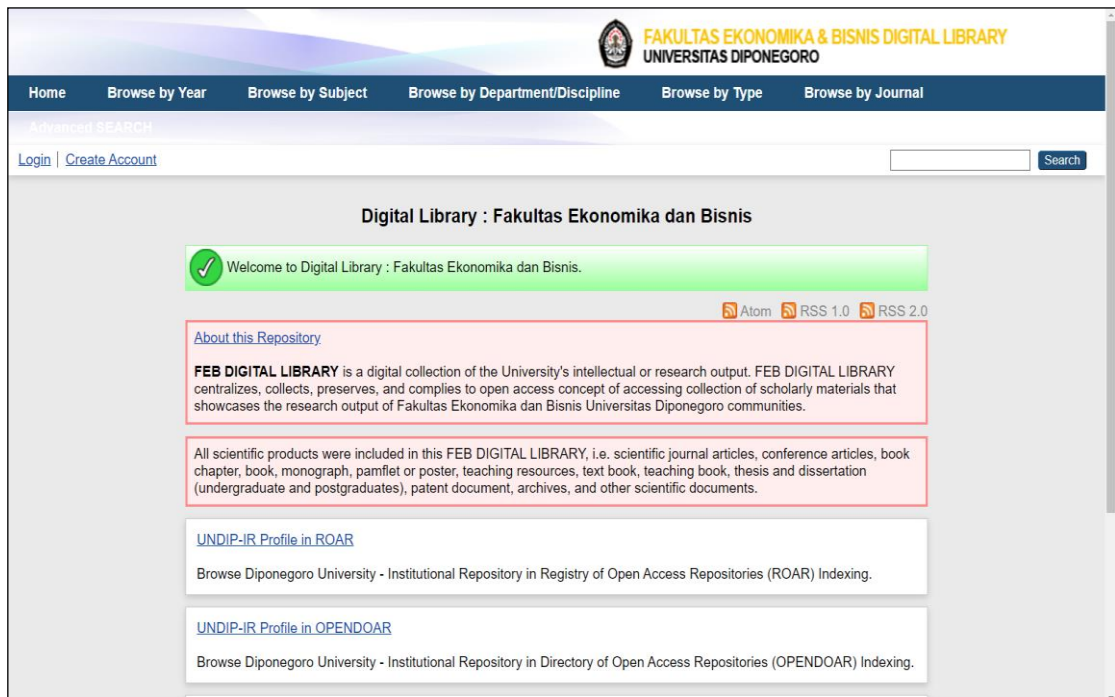 FAKULTAS EKONOMIKA & BISNIS DIGITAL LIBRARY
UNIVERSITAS DIPONEGORO
Home Browse by Year Browse by Subject Browse by Department/Discipline Browse by Type Browse by Journal
Advanced SEARCH
Login | Create Account Search
Digital Library : Fakultas Ekonomika dan Bisnis
Welcome to Digital Library : Fakultas Ekonomika dan Bisnis.
Atom RSS 1.0 RSS 2.0
About this Repository
FEB DIGITAL LIBRARY is a digital collection of the University's intellectual or research output. FEB DIGITAL LIBRARY
centralizes, collects, preserves, and complies to open access concept of accessing collection of scholarly materials that
showcases the research output of Fakultas Ekonomika dan Bisnis Universitas Diponegoro communities.
All scientific products were included in this FEB DIGITAL LIBRARY, i.e. scientific journal articles, conference articles, book
chapter, book, monograph, pamflet or poster, teaching resources, text book, teaching book, thesis and dissertation
(undergraduate and postgraduates), patent document, archives, and other scientific documents.
UNDIP-IR Profile in ROAR
Browse Diponegoro University - Institutional Repository in Registry of Open Access Repositories (ROAR) Indexing.
UNDIP-IR Profile in OPENDOAR
Browse Diponegoro University - Institutional Repository in Directory of Open Access Repositories (OPENDOAR) Indexing.